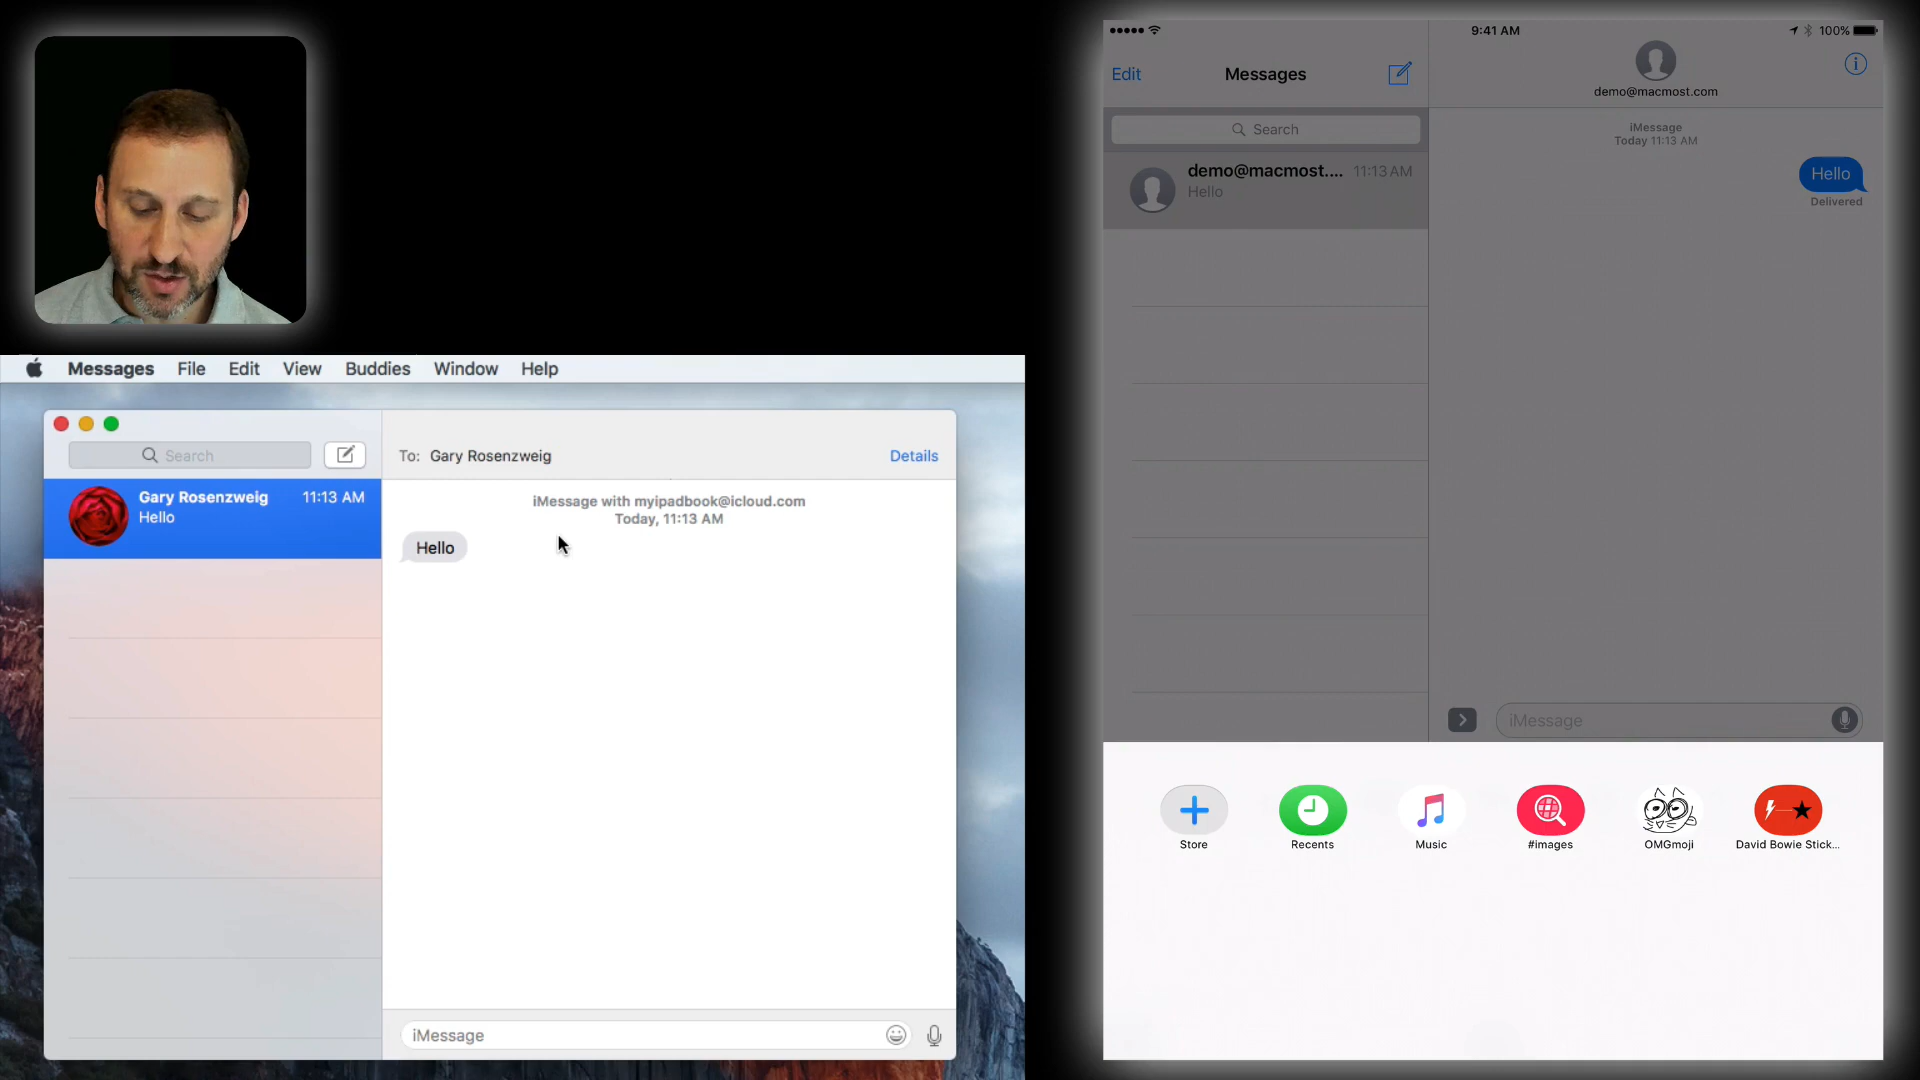 Messages File Edit View Buddies Window Help
Search
To: Gary Rosenzweig
Details
Gary Rosenzweig 11:13 AM
Hello
iMessage with myipadbook@icloud.com
Today, 11:13 AM
Hello
iMessage
9:41 AM
100%
Edit
Messages
demo@macmost.com
Search
demo@macmost.... 11:13 AM
Hello
iMessage
Today 11:13 AM
Hello
Delivered
iMessage
Store
Recents
Music
#images
OMGmoji
David Bowie Stick...